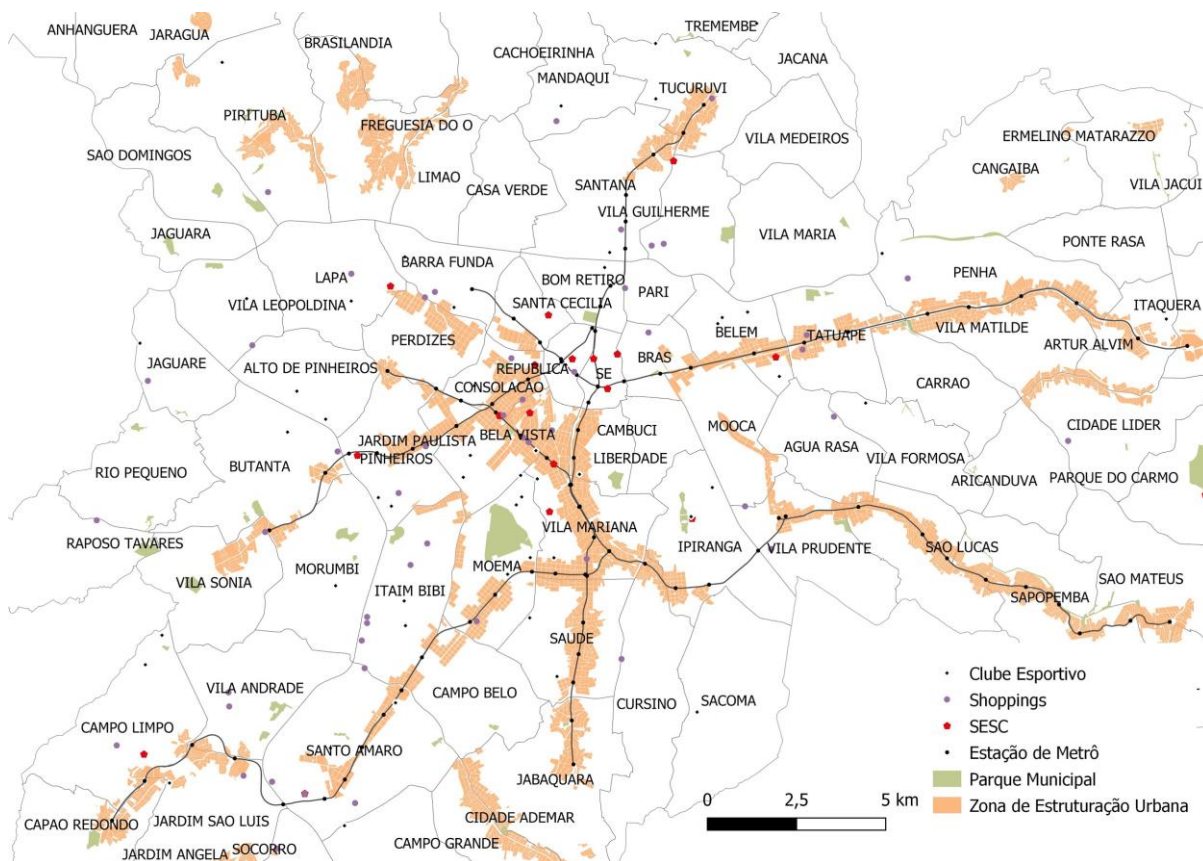 TREMEMBE
ANHANGUERA
JARAGUA
BRASILANDIA
CACHOEIRINHA
JACANA
MANDAQUI
TUCURUVI
PIRITUBA
FREGUESIA DO O
VILA MEDEIROS
ERMELINO MATARAZZO
SAO DOMINGOS
LIMAO
CASA VERDE
SANTANA
CANGAIBA
VILA JACUI
VILA GUILHERME
JAGUARA
VILA MARIA
PONTE RASA
BARRA FUNDA
LAPA
BOM RETIRO
PENHA
VILA LEOPOLDINA
SANTA CECILIA
PARI
ITAQUERA
PERDIZES
BELEM
TATUAPE
VILA MATILDE
ARTUR ALVIM
JAGUARE
ALTO DE PINHEIROS
REPUBLICA
SE
BRAS
CONSOLACAO
CARRAO
MOOCA
CIDADE LIDER
JARDIM PAULISTA
BELA VISTA
CAMBUCI
AGUA RASA
PINHEIROS
LIBERDADE
VILA FORMOSA
RIO PEQUENO
BUTANTA
ARICANDUVA
PARQUE DO CARMO
VILA MARIANA
RAPOSO TAVARES
IPIRANGA
VILA PRUDENTE
SAO LUCAS
MORUMBI
MOEMA
VILA SONIA
ITAIM BIBI
SAO MATEUS
SAPOPEMBA
SAUDE
VILA ANDRADE
CAMPO BELO
CURSINO
SACOMA
CAMPO LIMPO
SANTO AMARO
JABAQUARA
CAPAO REDONDO
JARDIM SAO LUIS
CIDADE ADEMAR
JARDIM ANGELA
SOCORRO
CAMPO GRANDE
0 2,5 5 km
Clube Esportivo
Shoppings
SESC
Estação de Metrô
Parque Municipal
Zona de Estruturação Urbana